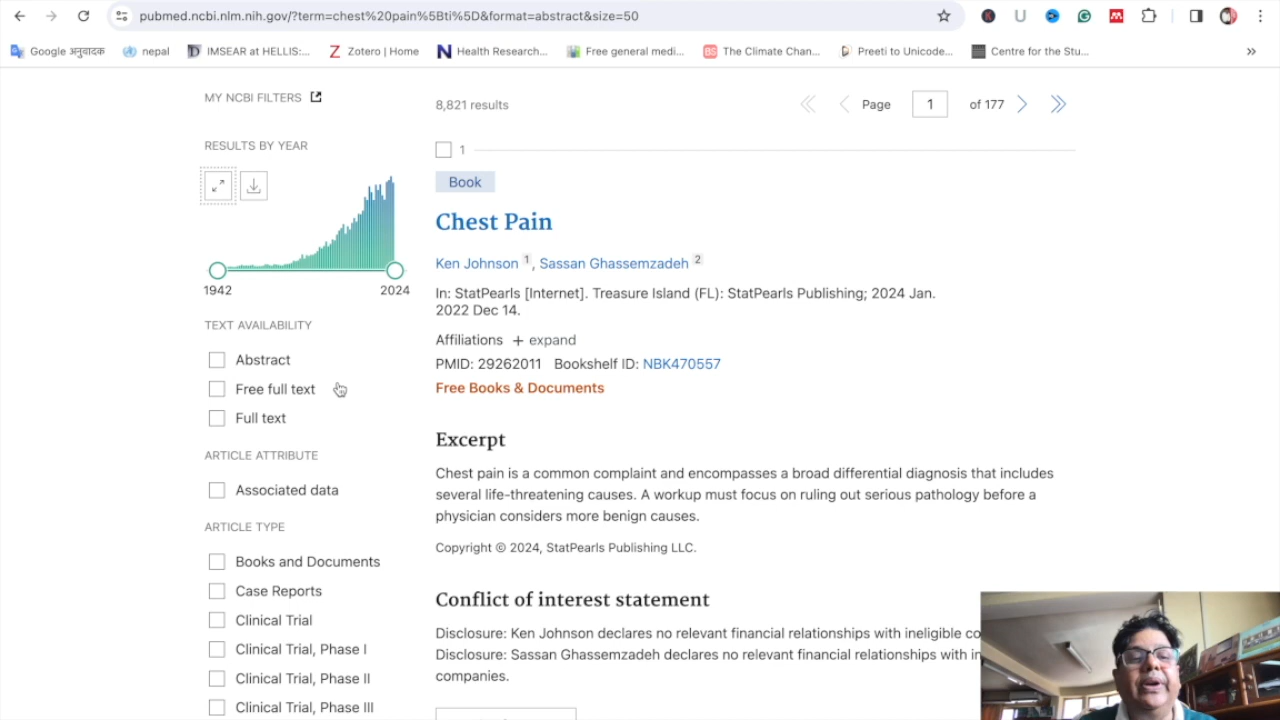 pubmed.ncbi.nlm.nih.gov/?term=chest%20pain%5Bti%5D&format=abstract&size=50
Google अनुवादक
nepal
IMSEAR at HELLIS:...
Zotero | Home
Health Research...
Free general medi...
The Climate Chan...
Preeti to Unicode...
Centre for the Stu...
MY NCBI FILTERS
8,821 results
Page
1
of 177
RESULTS BY YEAR
1942
2024
TEXT AVAILABILITY
Abstract
Free full text
Full text
ARTICLE ATTRIBUTE
Associated data
ARTICLE TYPE
Books and Documents
Case Reports
Clinical Trial
Clinical Trial, Phase I
Clinical Trial, Phase II
Clinical Trial, Phase III
1
Book
Chest Pain
Ken Johnson 1, Sassan Ghassemzadeh 2
In: StatPearls [Internet]. Treasure Island (FL): StatPearls Publishing; 2024 Jan.
2022 Dec 14.
Affiliations + expand
PMID: 29262011 Bookshelf ID: NBK470557
Free Books & Documents
Excerpt
Chest pain is a common complaint and encompasses a broad differential diagnosis that includes
several life-threatening causes. A workup must focus on ruling out serious pathology before a
physician considers more benign causes.
Copyright © 2024, StatPearls Publishing LLC.
Conflict of interest statement
Disclosure: Ken Johnson declares no relevant financial relationships with ineligible co
Disclosure: Sassan Ghassemzadeh declares no relevant financial relationships with in
companies.